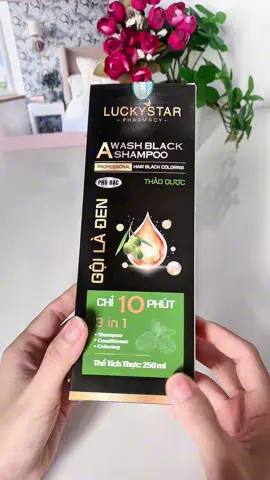 LUCKYSTAR
PHARMACY
A WASH BLACK
SHAMPOO
PROFESSIONAL HAIR BLACK COLORING
PHỦ BẠC
THẢO DƯỢC
GỘI LÀ ĐEN
CHỈ 10 PHÚT
3 in 1
• Shampoo
• Conditioner
• Coloring
Thể Tích Thực: 250 ml